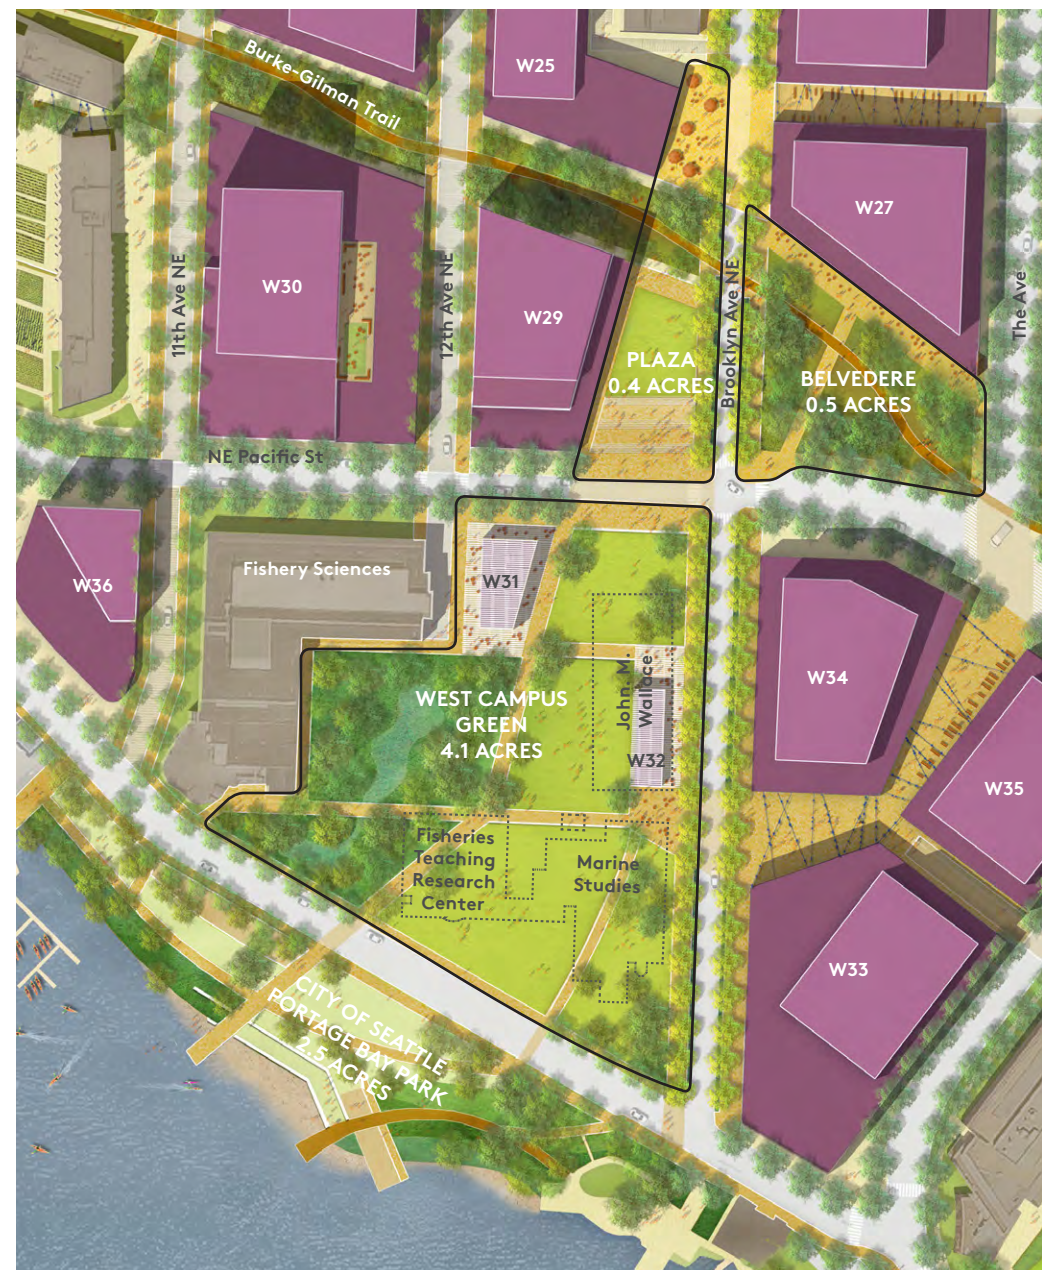 W25
Burke-Gilman Trail
W27
W30
11th Ave NE
12th Ave NE
W29
Brooklyn Ave NE
The Ave
PLAZA
0.4 ACRES
BELVEDERE
0.5 ACRES
NE Pacific St
W36
Fishery Sciences
W31
WEST CAMPUS
GREEN
4.1 ACRES
John. M.
Wallace
W32
W34
W35
Fisheries
Teaching
Research
Center
Marine
Studies
W33
CITY OF SEATTLE
PORTAGE BAY PARK
2.5 ACRES